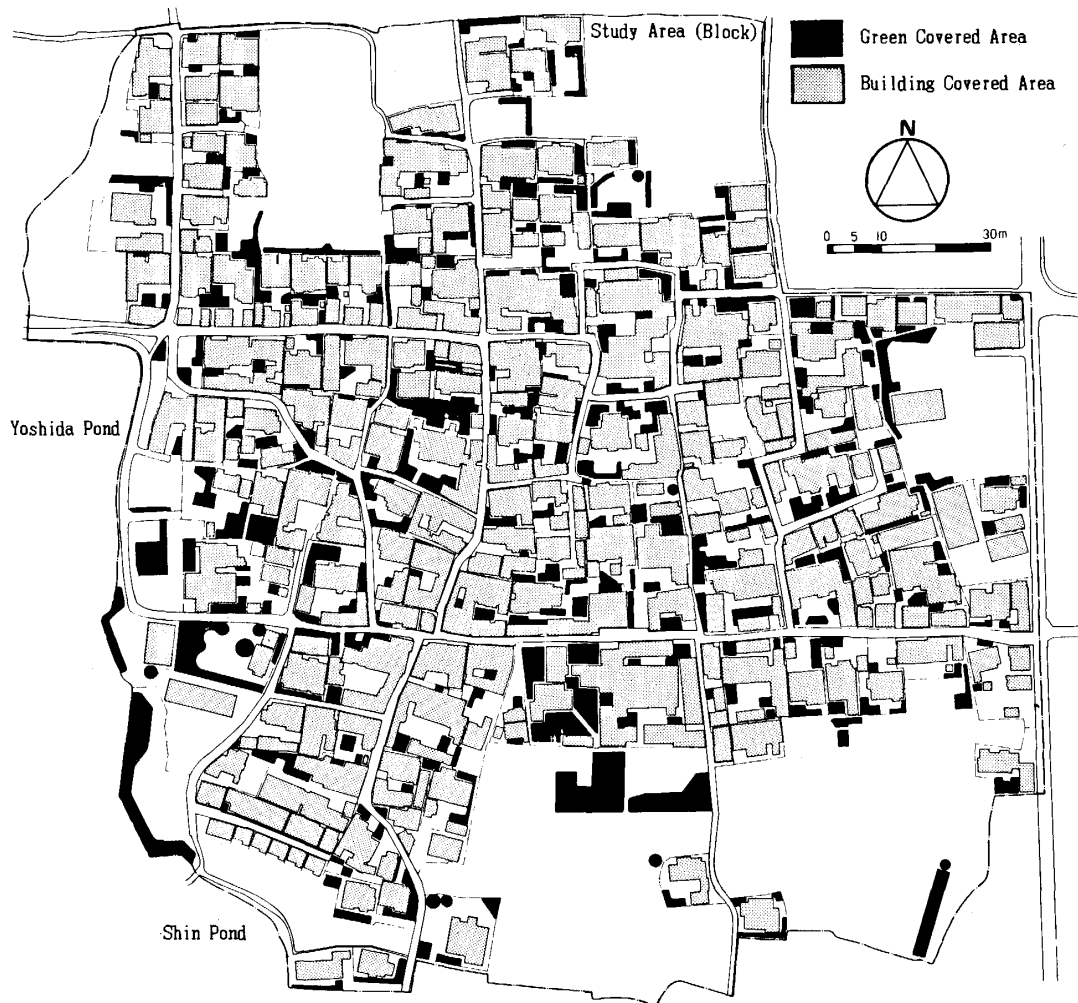 Study Area (Block)
Green Covered Area
Building Covered Area
N
0 5 10 30m
Yoshida Pond
Shin Pond